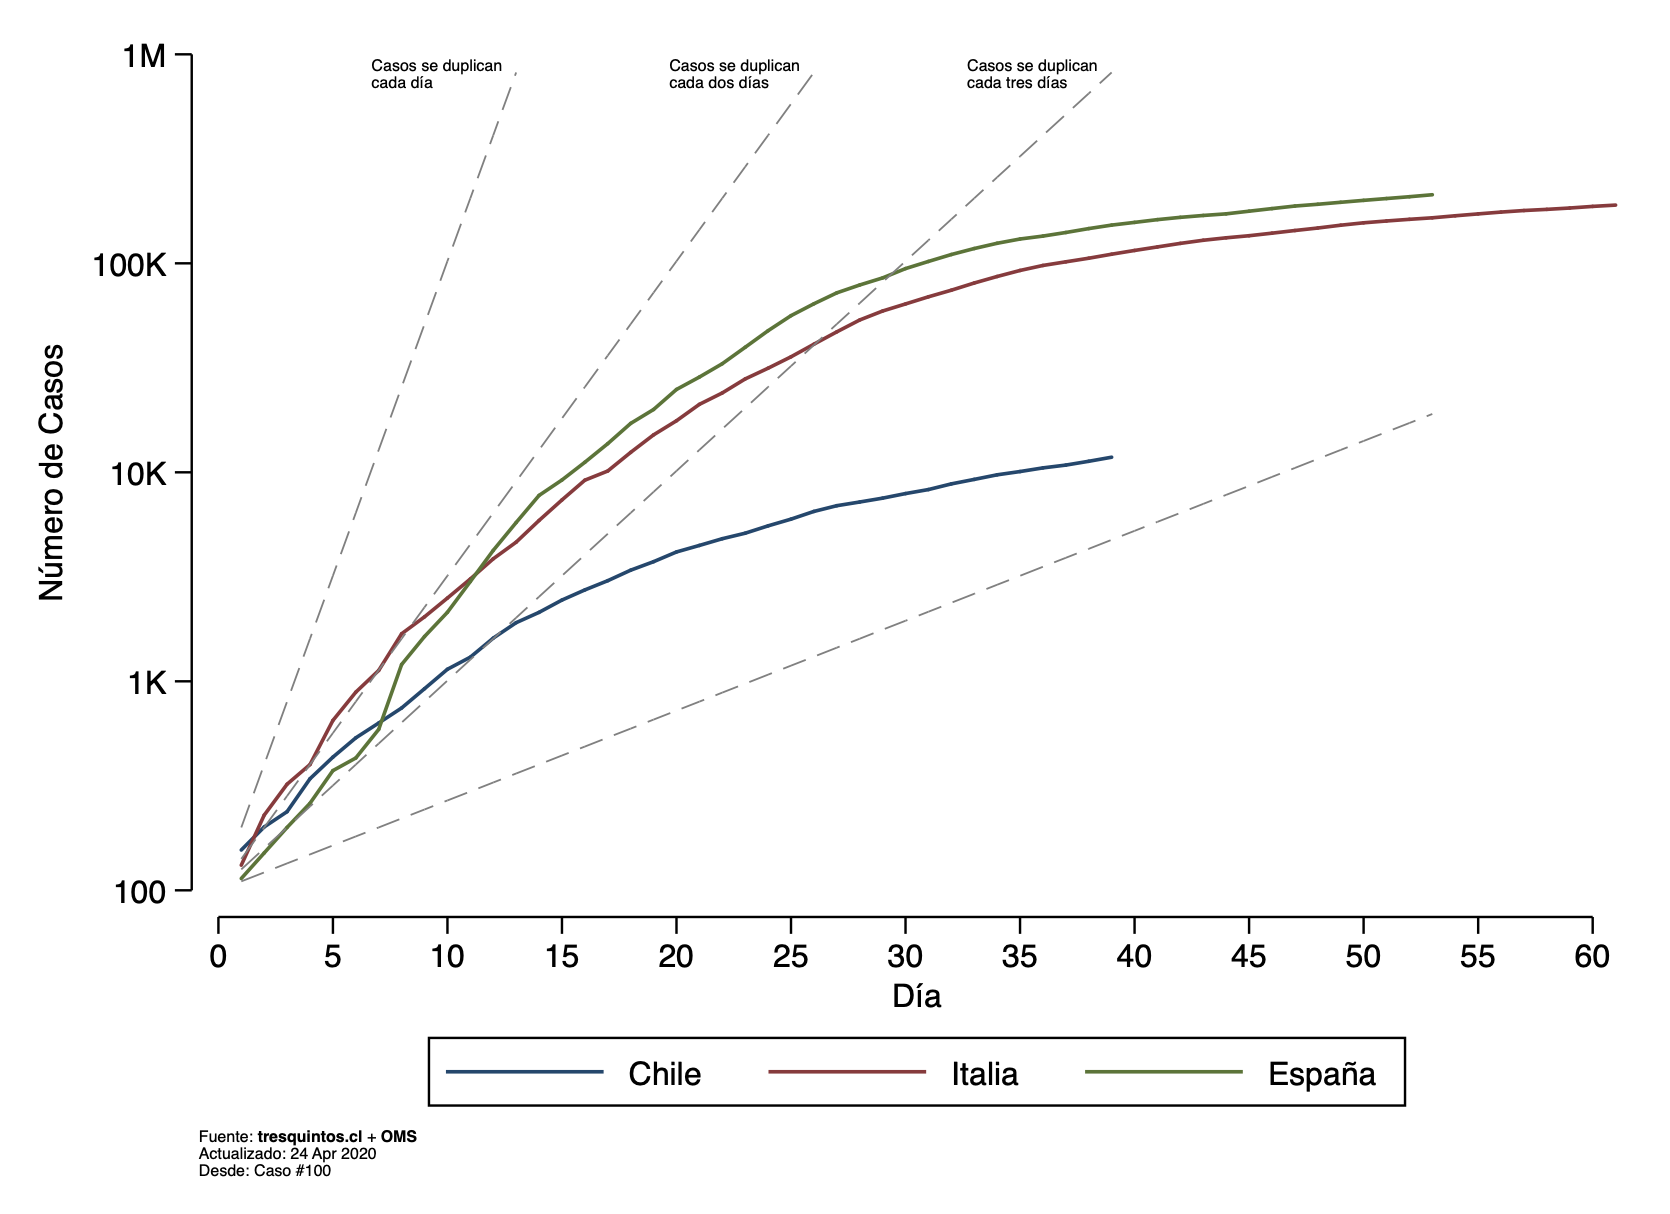 1M
100K
10K
1K
100
Número de Casos
Casos se duplican
cada día
Casos se duplican
cada dos días
Casos se duplican
cada tres días
0 5 10 15 20 25 30 35 40 45 50 55 60
Día
Chile Italia España
Fuente: tresquintos.cl + OMS
Actualizado: 24 Apr 2020
Desde: Caso #100